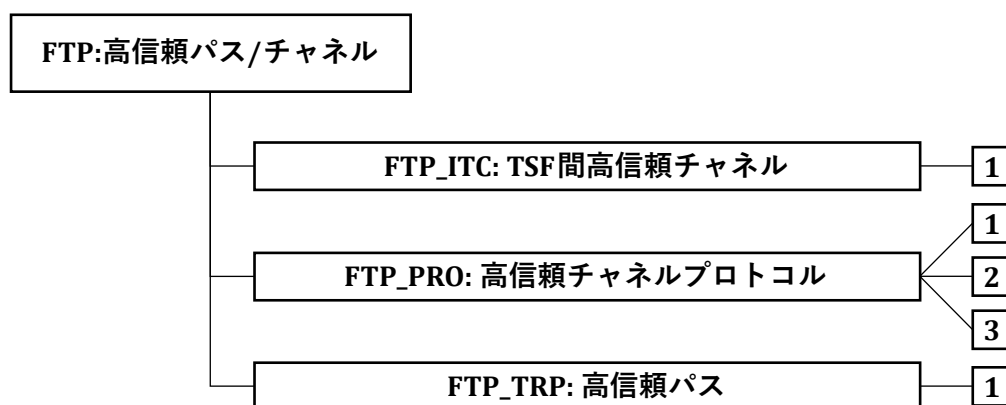 FTP:高信頼パス/チャネル
FTP_ITC: TSF間高信頼チャネル
1
1
FTP_PRO: 高信頼チャネルプロトコル
2
3
FTP_TRP: 高信頼パス
1